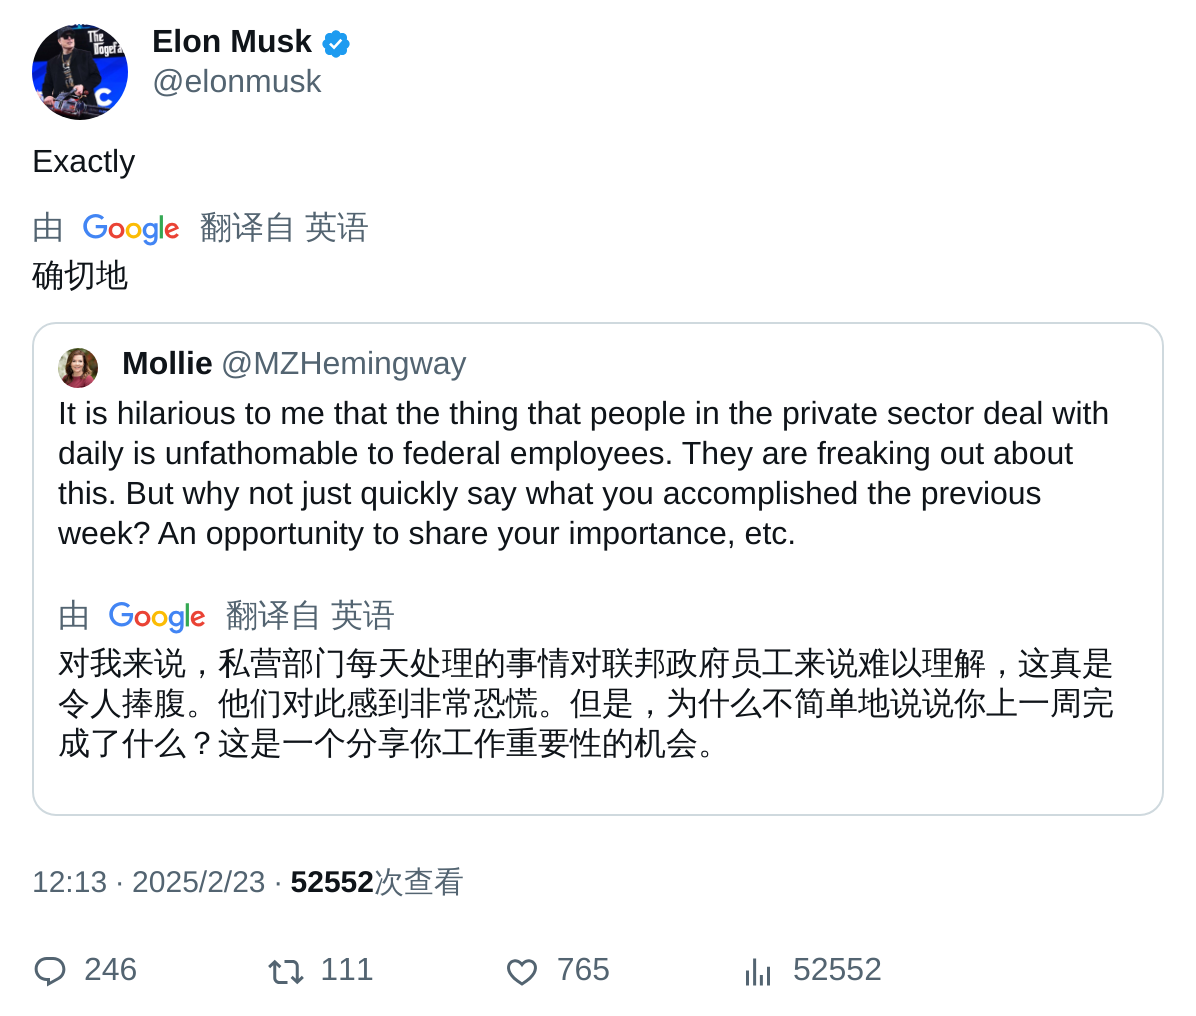 The
Dogefa
C
Elon Musk
@elonmusk
Exactly
由 Google 翻译自 英语
确切地
Mollie @MZHemingway
It is hilarious to me that the thing that people in the private sector deal with
daily is unfathomable to federal employees. They are freaking out about
this. But why not just quickly say what you accomplished the previous
week? An opportunity to share your importance, etc.
由 Google 翻译自 英语
对我来说，私营部门每天处理的事情对联邦政府员工来说难以理解，这真是
令人捧腹。他们对此感到非常恐慌。但是，为什么不简单地说说你上一周完
成了什么？这是一个分享你工作重要性的机会。
12:13 · 2025/2/23 · 52552次查看
246 111 765 52552